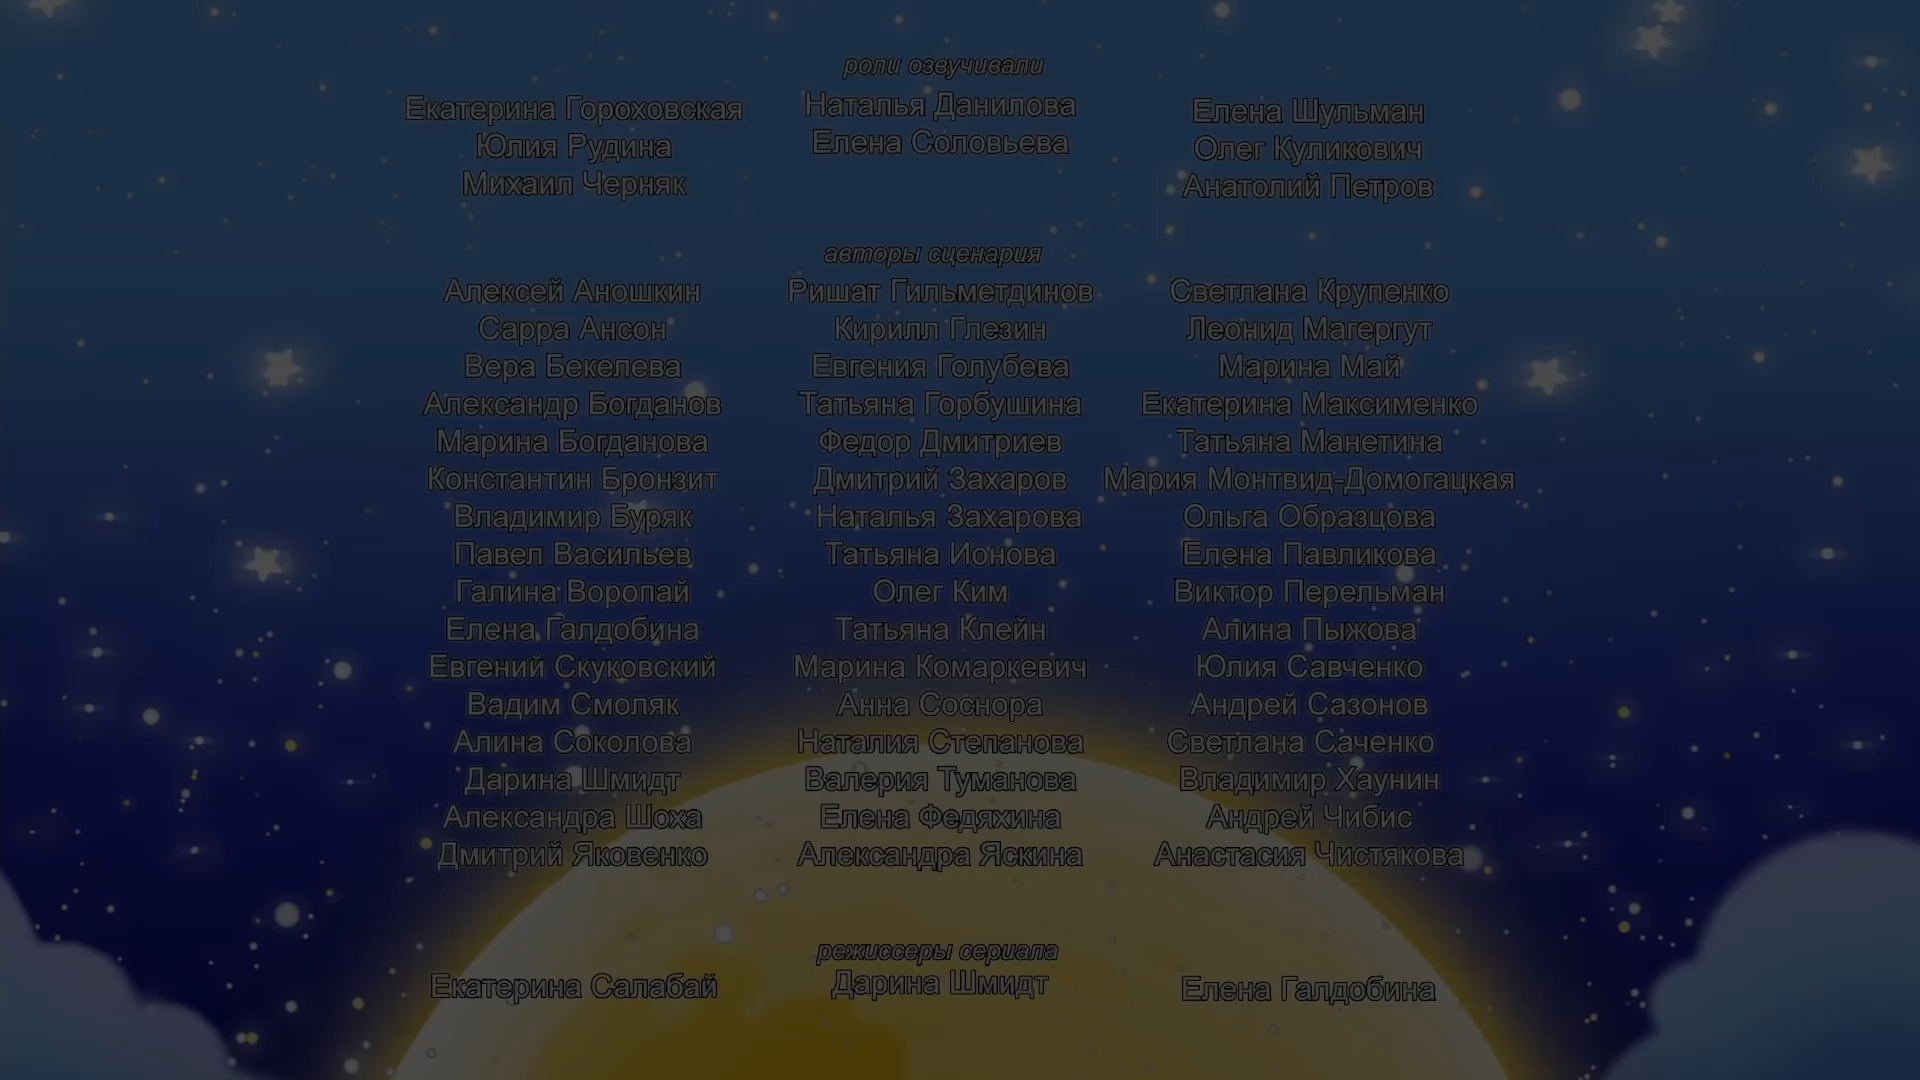 роли озвучивали
Екатерина Гороховская Наталья Данилова Елена Шульман
Юлия Рудина Елена Соловьева Олег Куликович
Михаил Черняк Анатолий Петров
авторы сценария
Алексей Аношкин Ришат Гильметдинов Светлана Крупенко
Сарра Ансон Кирилл Глезин Леонид Магергут
Вера Бекелева Евгения Голубева Марина Май
Александр Богданов Татьяна Горбушина Екатерина Максименко
Марина Богданова Федор Дмитриев Татьяна Манетина
Константин Бронзит Дмитрий Захаров Мария Монтвид-Домогацкая
Владимир Буряк Наталья Захарова Ольга Образцова
Павел Васильев Татьяна Ионова Елена Павликова
Галина Воропай Олег Ким Виктор Перельман
Елена Галдобина Татьяна Клейн Алина Пыжова
Евгений Скуковский Марина Комаркевич Юлия Савченко
Вадим Смоляк Анна Соснора Андрей Сазонов
Алина Соколова Наталия Степанова Светлана Саченко
Дарина Шмидт Валерия Туманова Владимир Хаунин
Александра Шоха Елена Федяхина Андрей Чибис
Дмитрий Яковенко Александра Яскина Анастасия Чистякова
режиссеры сериала
Екатерина Салабай Дарина Шмидт Елена Галдобина